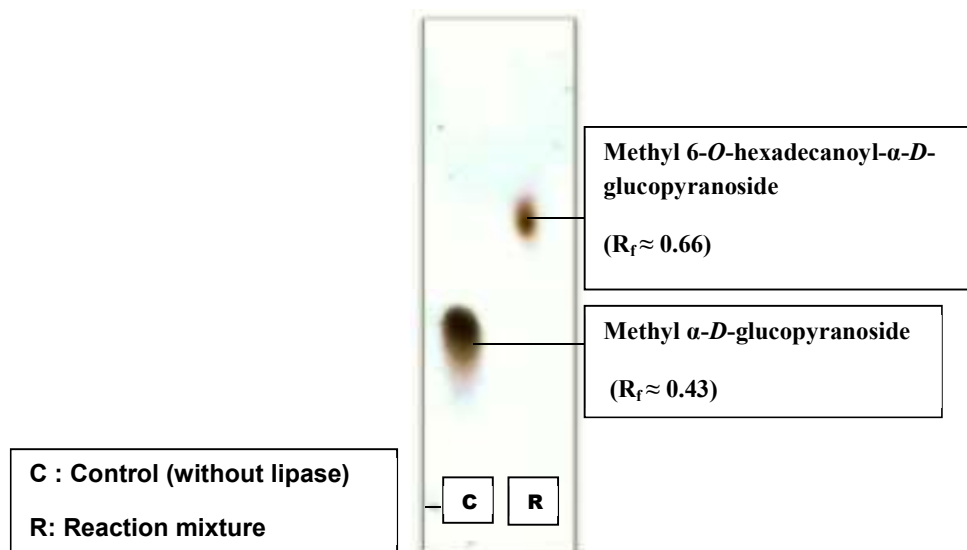 Methyl 6-O-hexadecanoyl-α-D-
glucopyranoside
(Rf ≈ 0.66)
Methyl α-D-glucopyranoside
(Rf ≈ 0.43)
C : Control (without lipase)
R: Reaction mixture
C
R